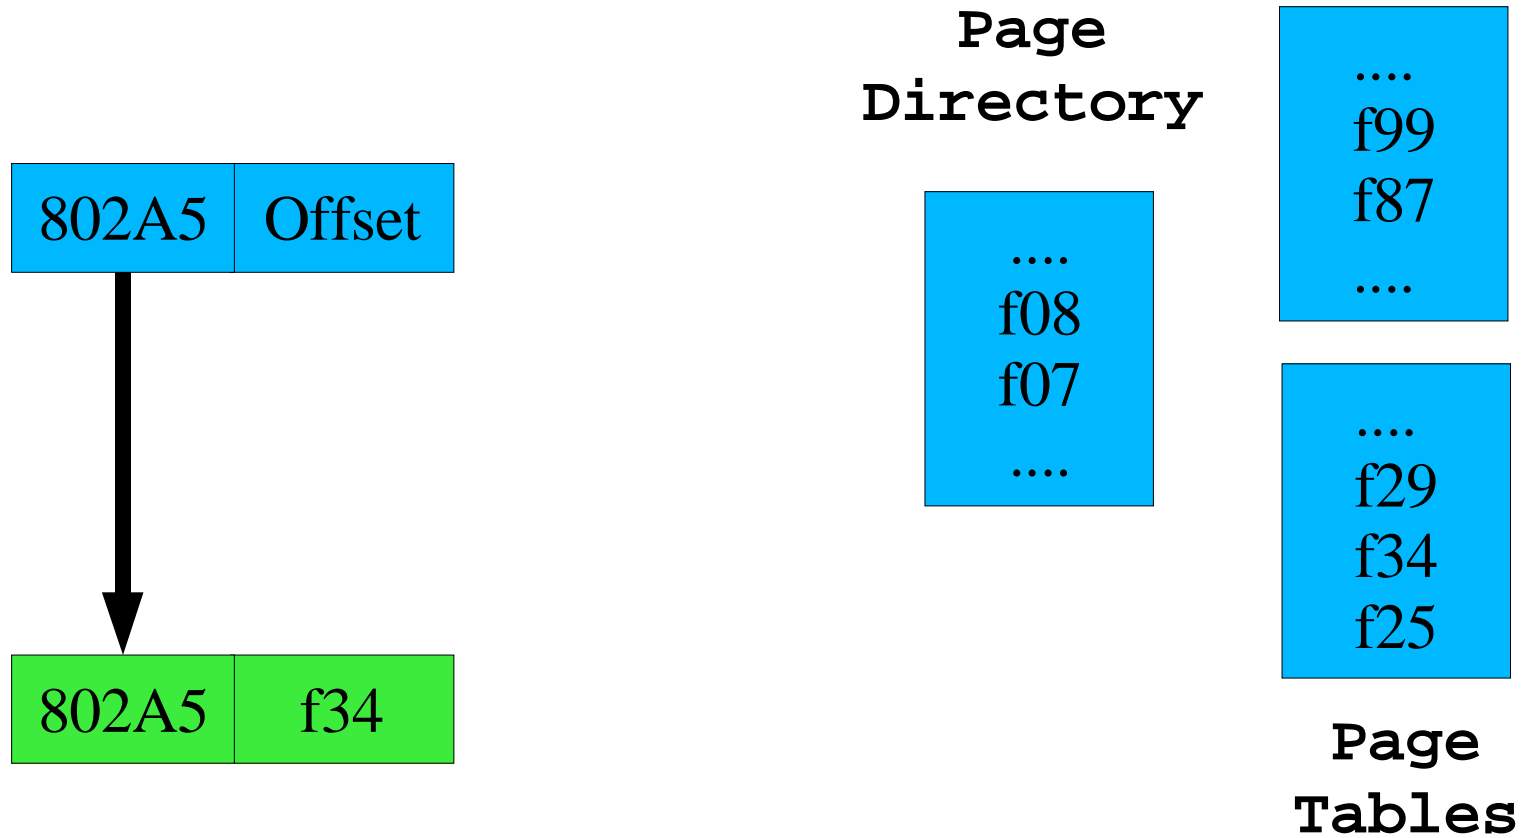 802A5 Offset
802A5 f34
Page
Directory
....
f08
f07
....
....
f99
f87
....
....
f29
f34
f25
Page
Tables